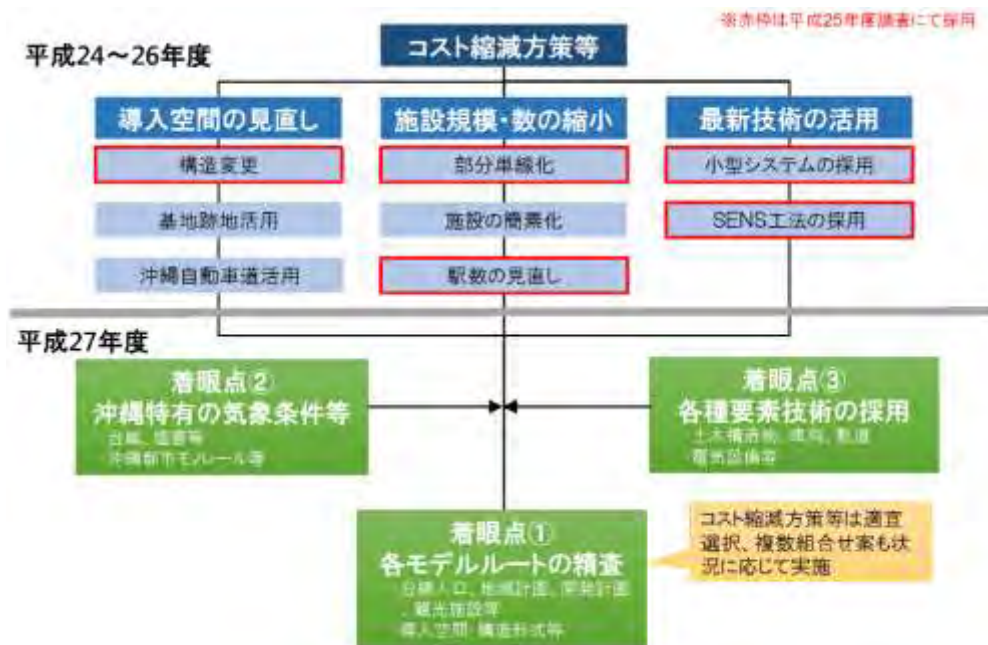 ※赤枠は平成25年度調査にて採用
平成24～26年度
コスト縮減方策等
導入空間の見直し
施設規模・数の縮小
最新技術の活用
構造変更
部分単線化
小型システムの採用
基地跡地活用
施設の簡素化
SENS工法の採用
沖縄自動車道活用
駅数の見直し
平成27年度
着眼点②
沖縄特有の気象条件等
・台風、塩害等
・沖縄都市モノレール等
着眼点③
各種要素技術の採用
・土木構造物、車両、軌道
・電気設備等
着眼点①
各モデルルートの精査
人口、地域計画、開発計画
、観光施設等
・導入空間・構造形式等
コスト縮減方策等は適宜
選択、複数組合せ案も状
況に応じて実施